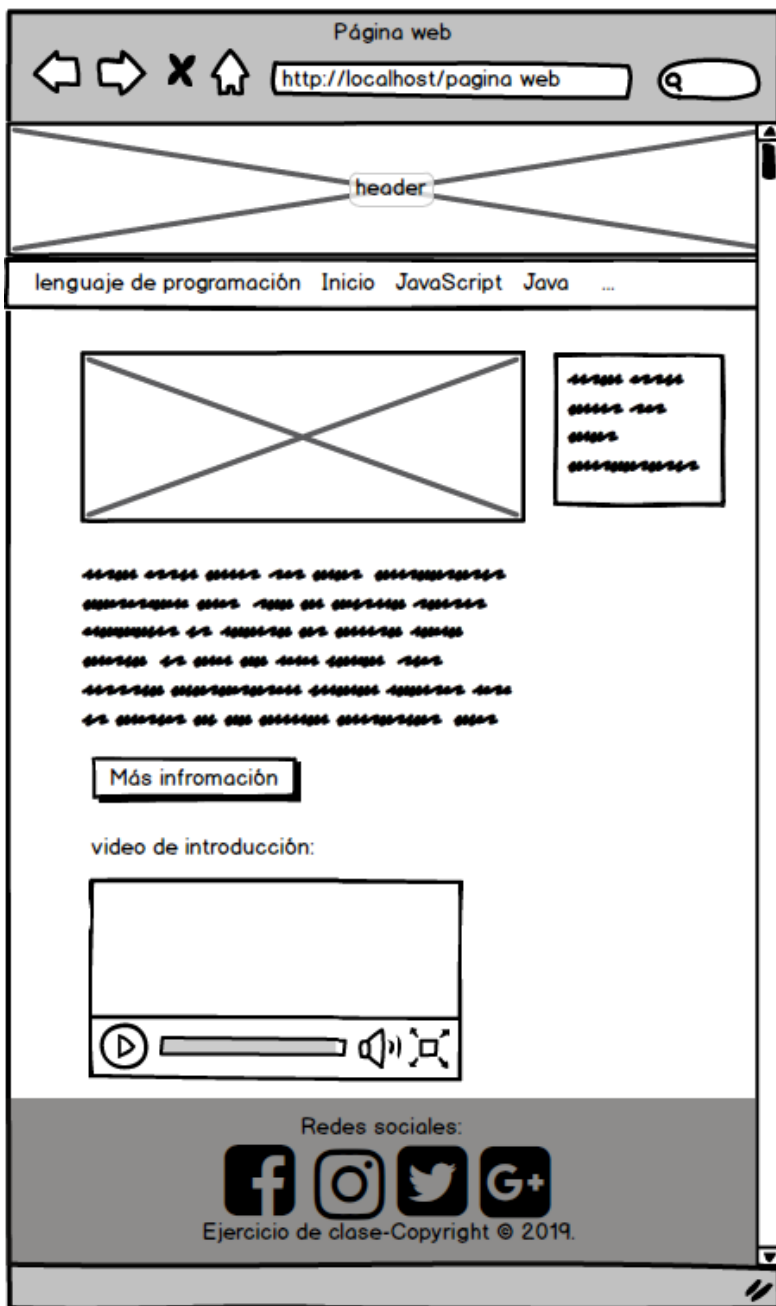 Página web
http://localhost/pagina web
header
lenguaje de programación Inicio JavaScript Java ...
Más infromación
video de introducción:
Redes sociales:
Ejercicio de clase-Copyright © 2019.